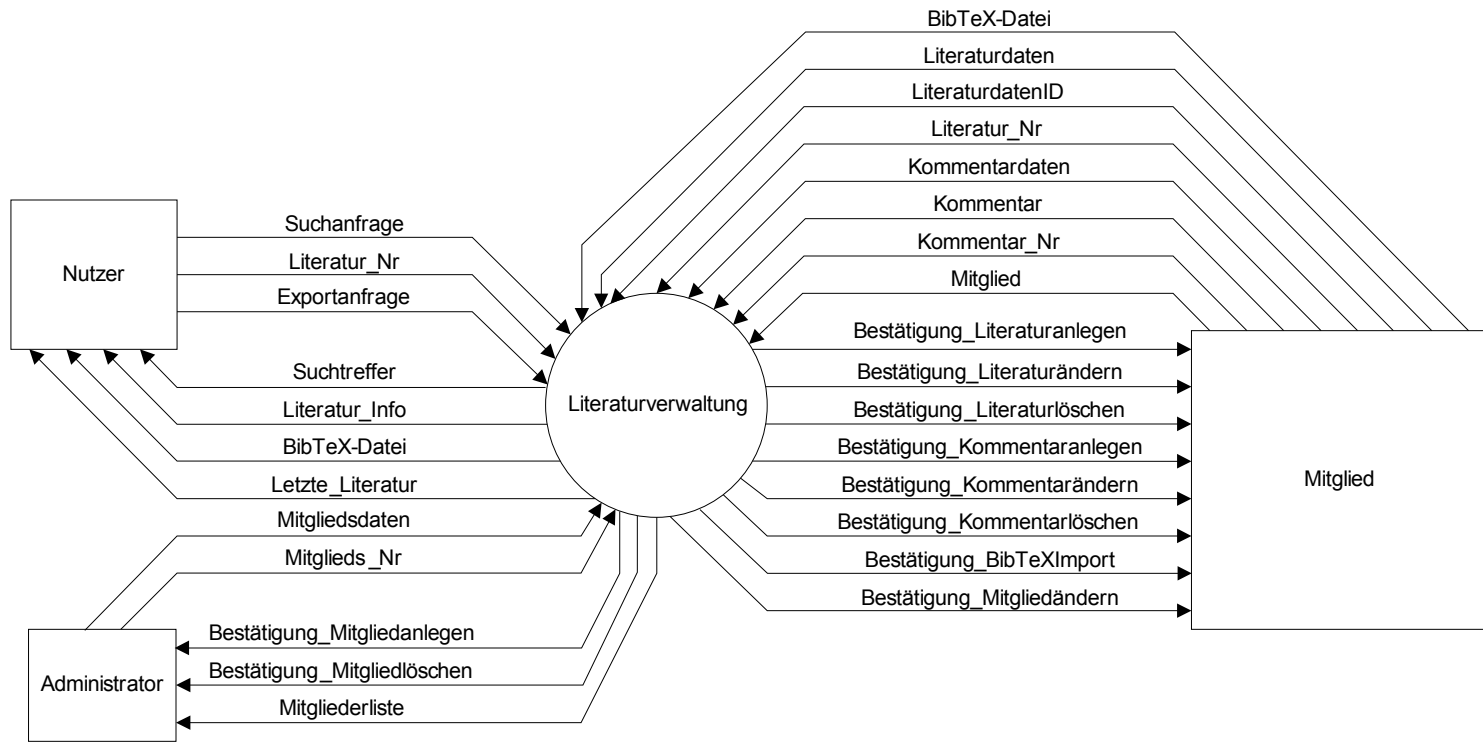 BibTeX-Datei
Literaturdaten
LiteraturdatenID
Literatur_Nr
Kommentardaten
Kommentar
Kommentar_Nr
Mitglied
Nutzer
Suchanfrage
Literatur_Nr
Exportanfrage
Suchtreffer
Literatur_Info
BibTeX-Datei
Letzte_Literatur
Literaturverwaltung
Bestätigung_Literaturanlegen
Bestätigung_Literaturändern
Bestätigung_Literaturlöschen
Bestätigung_Kommentaranlegen
Bestätigung_Kommentarändern
Bestätigung_Kommentarlöschen
Bestätigung_BibTeXImport
Bestätigung_Mitgliedändern
Mitglied
Mitgliedsdaten
Mitglieds_Nr
Administrator
Bestätigung_Mitgliedanlegen
Bestätigung_Mitgliedlöschen
Mitgliederliste